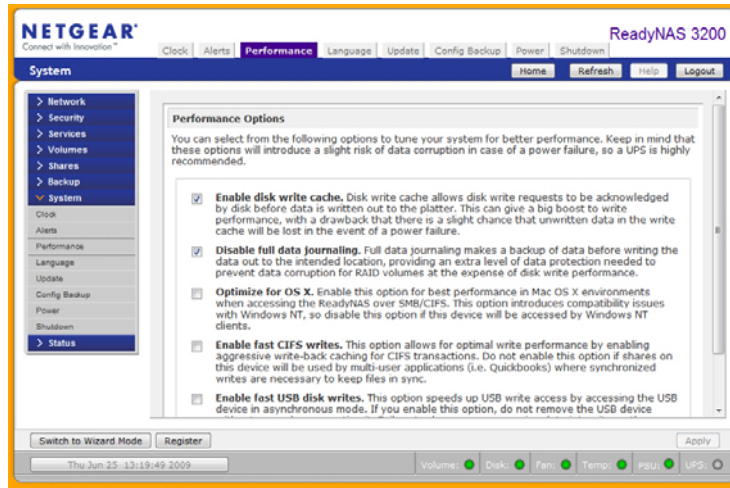 NETGEAR
Connect with Innovation™
ReadyNAS 3200
Clock Alerts Performance Language Update Config Backup Power Shutdown
System
Home Refresh Help Logout
> Network
> Security
> Services
> Volumes
> Shares
> Backup
System
Clock
Alerts
Performance
Language
Update
Config Backup
Power
Shutdown
> Status
Performance Options
You can select from the following options to tune your system for better performance. Keep in mind that
these options will introduce a slight risk of data corruption in case of a power failure, so a UPS is highly
recommended.
Enable disk write cache. Disk write cache allows disk write requests to be acknowledged
by disk before data is written out to the platter. This can give a big boost to write
performance, with a drawback that there is a slight chance that unwritten data in the write
cache will be lost in the event of a power failure.
Disable full data journaling. Full data journaling makes a backup of data before writing the
data out to the intended location, providing an extra level of data protection needed to
prevent data corruption for RAID volumes at the expense of disk write performance.
Optimize for OS X. Enable this option for best performance in Mac OS X environments
when accessing the ReadyNAS over SMB/CIFS. This option introduces compatibility issues
with Windows NT, so disable this option if this device will be accessed by Windows NT
clients.
Enable fast CIFS writes. This option allows for optimal write performance by enabling
aggressive write-back caching for CIFS transactions. Do not enable this option if shares on
this device will be used by multi-user applications (i.e. Quickbooks) where synchronized
writes are necessary to keep files in sync.
Enable fast USB disk writes. This option speeds up USB write access by accessing the USB
device in asynchronous mode. If you enable this option, do not remove the USB device
Switch to Wizard Mode Register Apply
Thu Jun 25 13:19:49 2009 Volume: Disk: Fan: Temp: PSU: UPS: